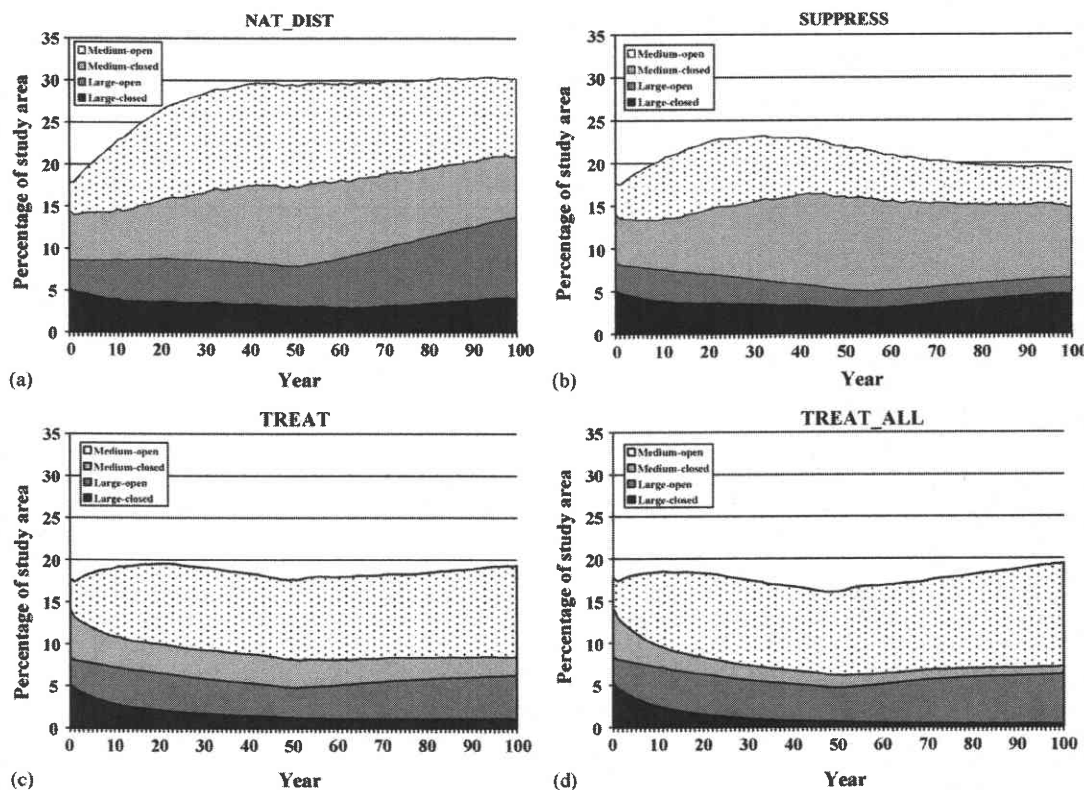 NAT_DIST
Percentage of study area
35
30
25
20
15
10
5
0
Medium-open
Medium-closed
Large-open
Large-closed
0 10 20 30 40 50 60 70 80 90 100
Year
(a)
SUPPRESS
Percentage of study area
35
30
25
20
15
10
5
0
Medium-open
Medium-closed
Large-open
Large-closed
0 10 20 30 40 50 60 70 80 90 100
Year
(b)
TREAT
Percentage of study area
35
30
25
20
15
10
5
0
Medium-open
Medium-closed
Large-open
Large-closed
0 10 20 30 40 50 60 70 80 90 100
Year
(c)
TREAT_ALL
Percentage of study area
35
30
25
20
15
10
5
0
Medium-open
Medium-closed
Large-open
Large-closed
0 10 20 30 40 50 60 70 80 90 100
Year
(d)